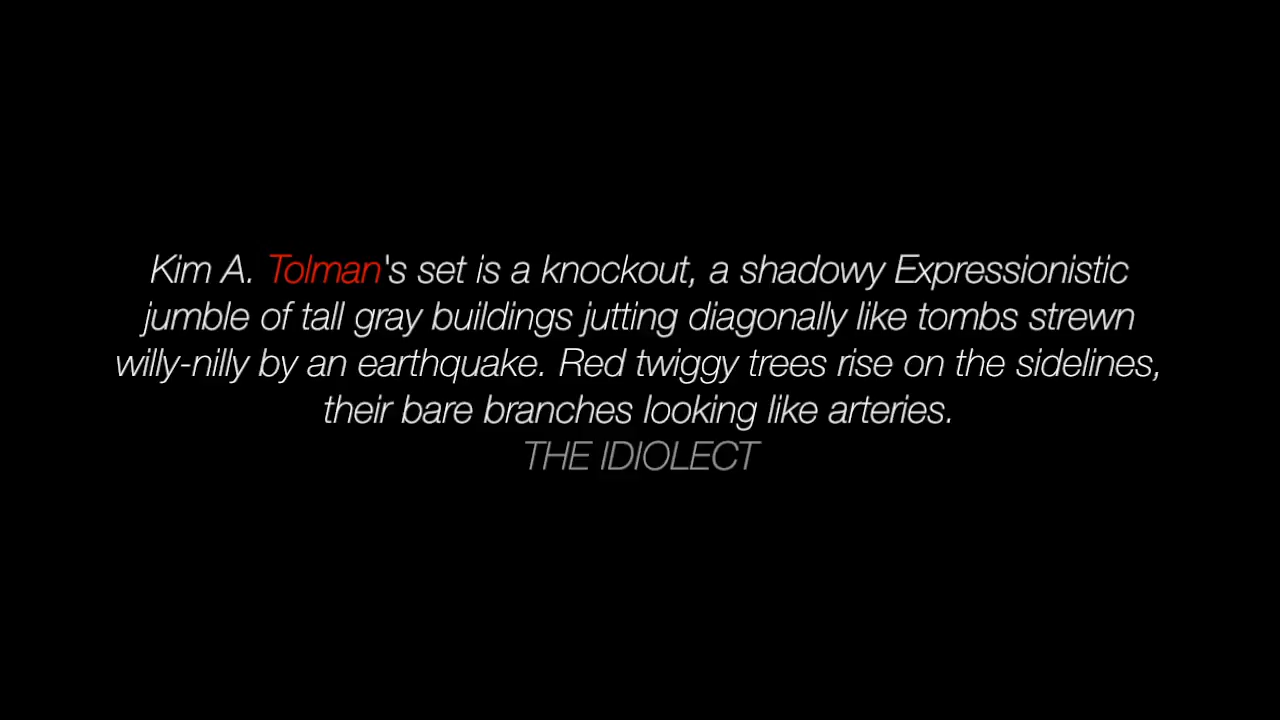 Kim A. Tolman's set is a knockout, a shadowy Expressionistic
jumble of tall gray buildings jutting diagonally like tombs strewn
willy-nilly by an earthquake. Red twiggy trees rise on the sidelines,
their bare branches looking like arteries.
THE IDIOLECT